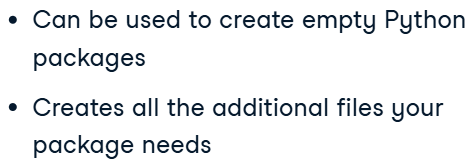 • Can be used to create empty Python
packages
• Creates all the additional files your
package needs